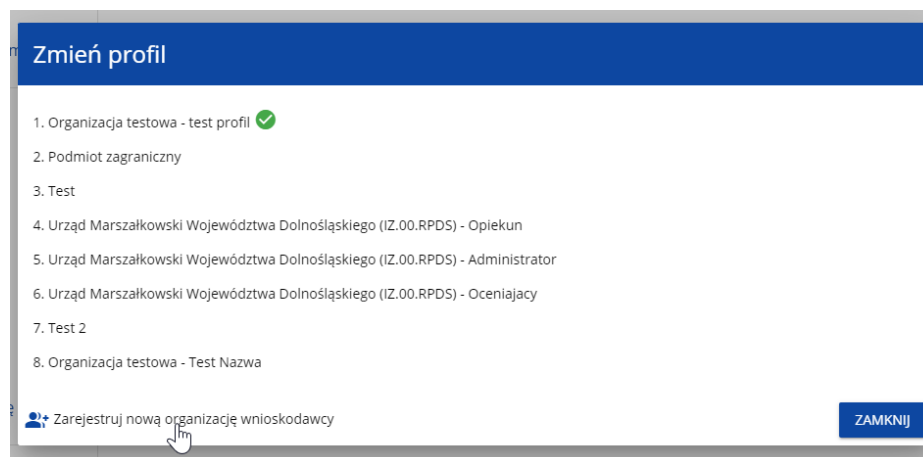 Zmień profil
1. Organizacja testowa - test profil
2. Podmiot zagraniczny
3. Test
4. Urząd Marszałkowski Województwa Dolnośląskiego (IZ.00.RPDS) - Opiekun
5. Urząd Marszałkowski Województwa Dolnośląskiego (IZ.00.RPDS) - Administrator
6. Urząd Marszałkowski Województwa Dolnośląskiego (IZ.00.RPDS) - Oceniajacy
7. Test 2
8. Organizacja testowa - Test Nazwa
Zarejestruj nową organizację wnioskodawcy
ZAMKNIJ